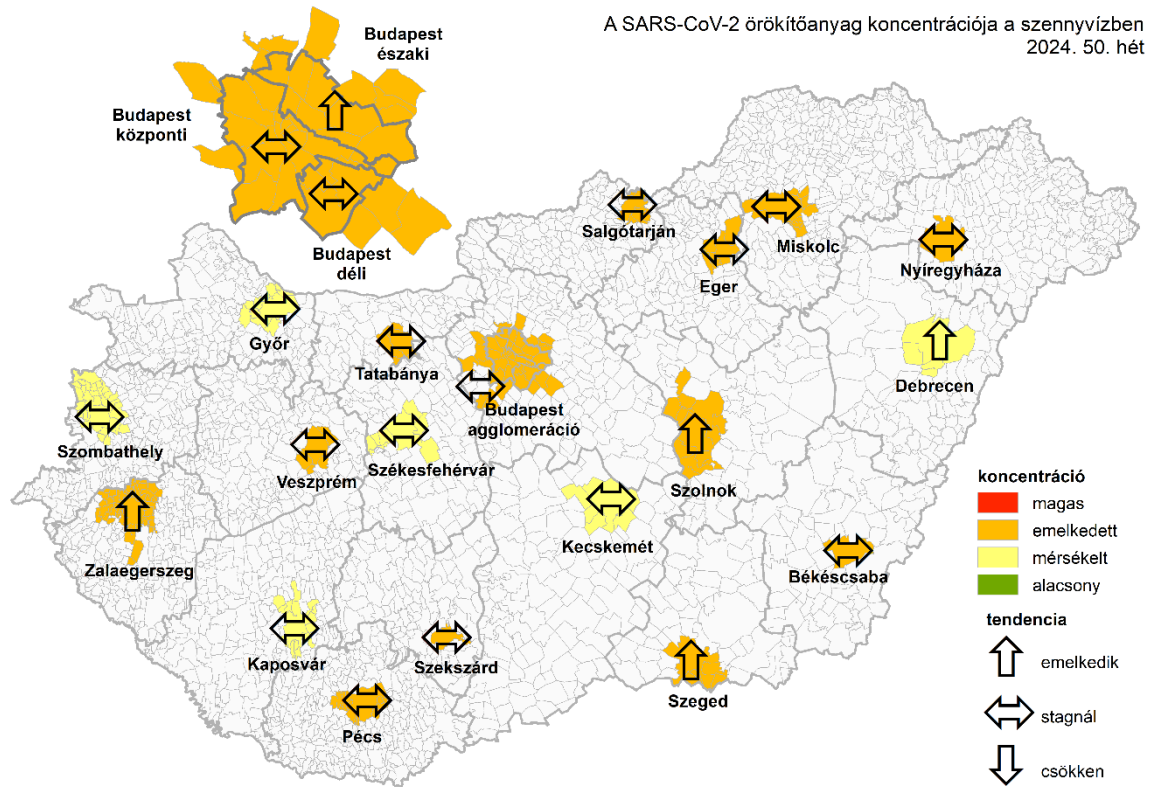 A SARS-CoV-2 örökítőanyag koncentrációja a szennyvízben
2024. 50. hét
Budapest
északi
Budapest
központi
Budapest
déli
Salgótarján
Miskolc
Eger
Nyíregyháza
Győr
Tatabánya
Budapest
agglomeráció
Debrecen
Szombathely
Veszprém
Székesfehérvár
Szolnok
Kecskemét
Zalaegerszeg
Békéscsaba
Kaposvár
Szekszárd
Szeged
Pécs
koncentráció
magas
emelkedett
mérsékelt
alacsony
tendencia
emelkedik
stagnál
csökken